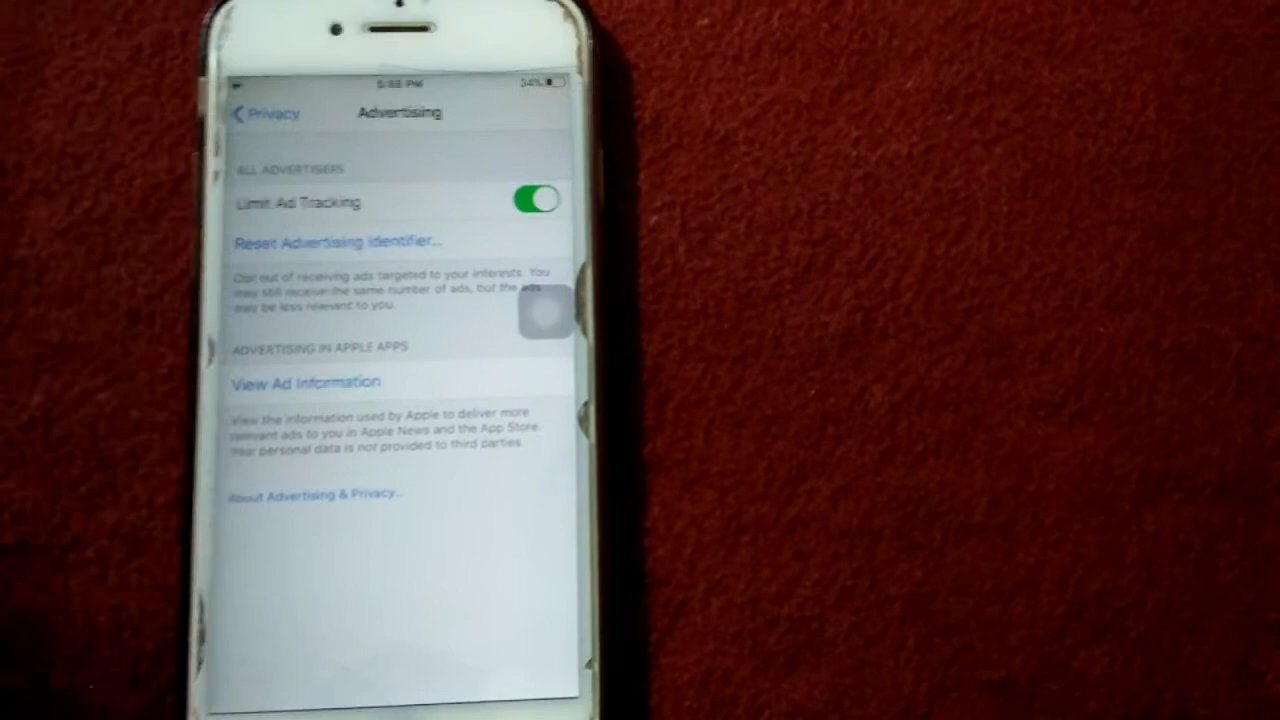 34%
Privacy
Advertising
ALL ADVERTISERS
Limit Ad Tracking
Reset Advertising Identifier...
Opt out of receiving ads targeted to your interests. You
may still receive the same number of ads, but the ads
may be less relevant to you.
ADVERTISING IN APPLE APPS
View Ad Information
View the information used by Apple to deliver more
relevant ads to you in Apple News and the App Store.
Your personal data is not provided to third parties.
About Advertising & Privacy...